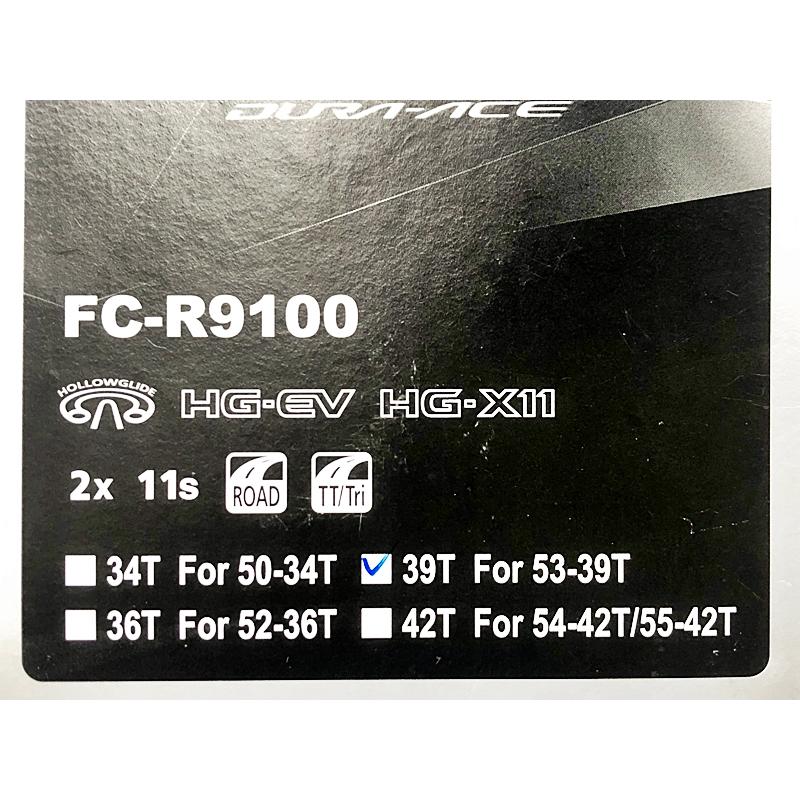 DURA-ACE
FC-R9100
HOLLOWGLIDE HG-EV HG-X11
2x 11s ROAD TT/Tri
34T For 50-34T 39T For 53-39T
36T For 52-36T 42T For 54-42T/55-42T